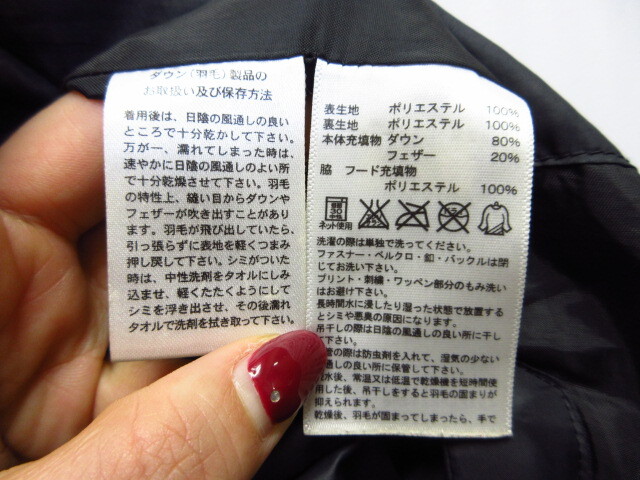 ダウン(羽毛)製品の
お取扱い及び保存方法
着用後は、日陰の風通しの良い
ところで十分乾かして下さい。
万が一、濡れてしまった時は、
速やかに日陰の風通しのよい所
で十分乾燥させて下さい。羽毛
の特性上、縫い目からダウンや
フェザーが吹き出すことがあり
ます。羽毛が飛び出していたら、
引っ張らずに表地を軽くつまみ
押し戻して下さい。シミがついた
時は、中性洗剤をタオルにしみ
込ませ、軽くたたくようにして
シミを浮き出させ、その後濡れ
タオルで洗剤を拭き取って下さい。
表生地 ポリエステル 100%
裏生地 ポリエステル 100%
本体充填物 ダウン 80%
フェザー 20%
脇 フード充填物
ポリエステル 100%
ネット使用
洗濯の際は単独で洗ってください。
ファスナー・ベルクロ・釦・バックルは閉
じてお洗い下さい。
プリント・刺繍・ワッペン部分のもみ洗い
はお避け下さい。
長時間水に浸したり湿った状態で放置する
とシミや悪臭の原因になります。
吊干しの際は日陰の風通しの良い所に干し
て下さい。
管の際は防虫剤を入れて、湿気の少ない
通しの良い所に保管して下さい。
水後、常温又は低温で乾燥機を短時間使
用した後、吊干しをすると羽毛の固まりが
抑えられます。
乾燥後、羽毛が固まってしまったら、手で